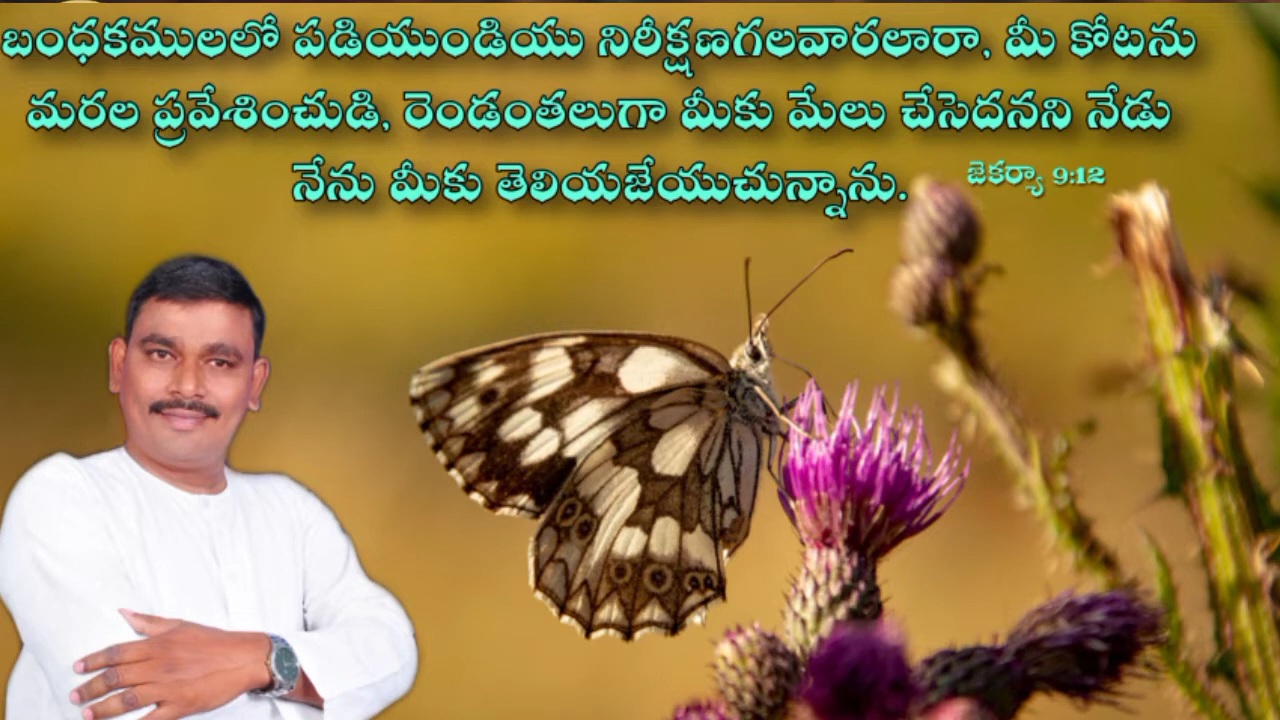 బంధకములలో పడియుండియు నిరీక్షణగలవారలారా, మీ కోటను
మరల ప్రవేశించుడి, రెండంతలుగా మీకు మేలు చేసెదనని నేడు
నేను మీకు తెలియజేయుచున్నాను.
జెకర్యా 9:12